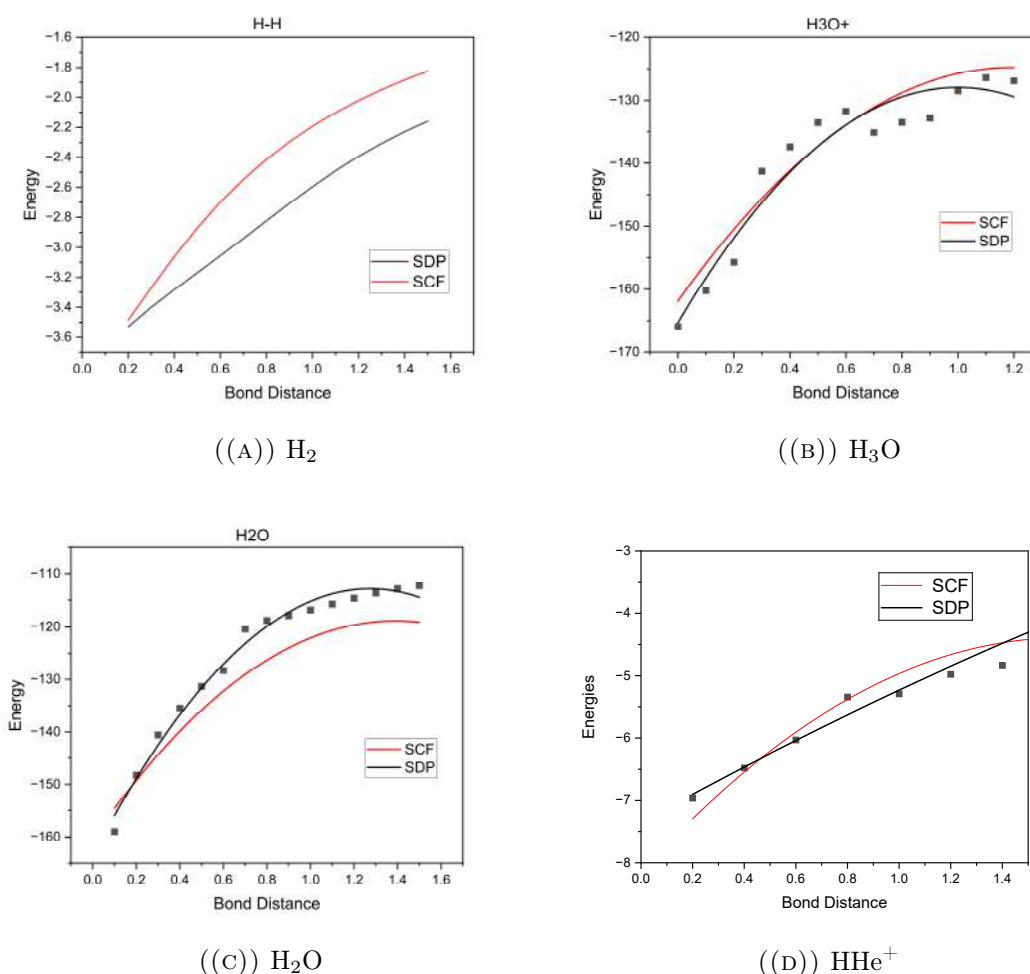 H-H
−1.6
−1.8
−2.0
−2.2
−2.4
−2.6
−2.8
−3.0
−3.2
−3.4
−3.6
Energy
SDP
SCF
0.0 0.2 0.4 0.6 0.8 1.0 1.2 1.4 1.6
Bond Distance
((A)) H₂
H3O+
−120
−130
−140
−150
−160
−170
Energy
SCF
SDP
0.0 0.2 0.4 0.6 0.8 1.0 1.2
Bond Distance
((B)) H₃O
H2O
−110
−120
−130
−140
−150
−160
Energy
SCF
SDP
0.0 0.2 0.4 0.6 0.8 1.0 1.2 1.4 1.6
Bond Distance
((C)) H₂O
−3
−4
−5
−6
−7
−8
Energies
SCF
SDP
0.0 0.2 0.4 0.6 0.8 1.0 1.2 1.4
Bond Distance
((D)) HHe⁺